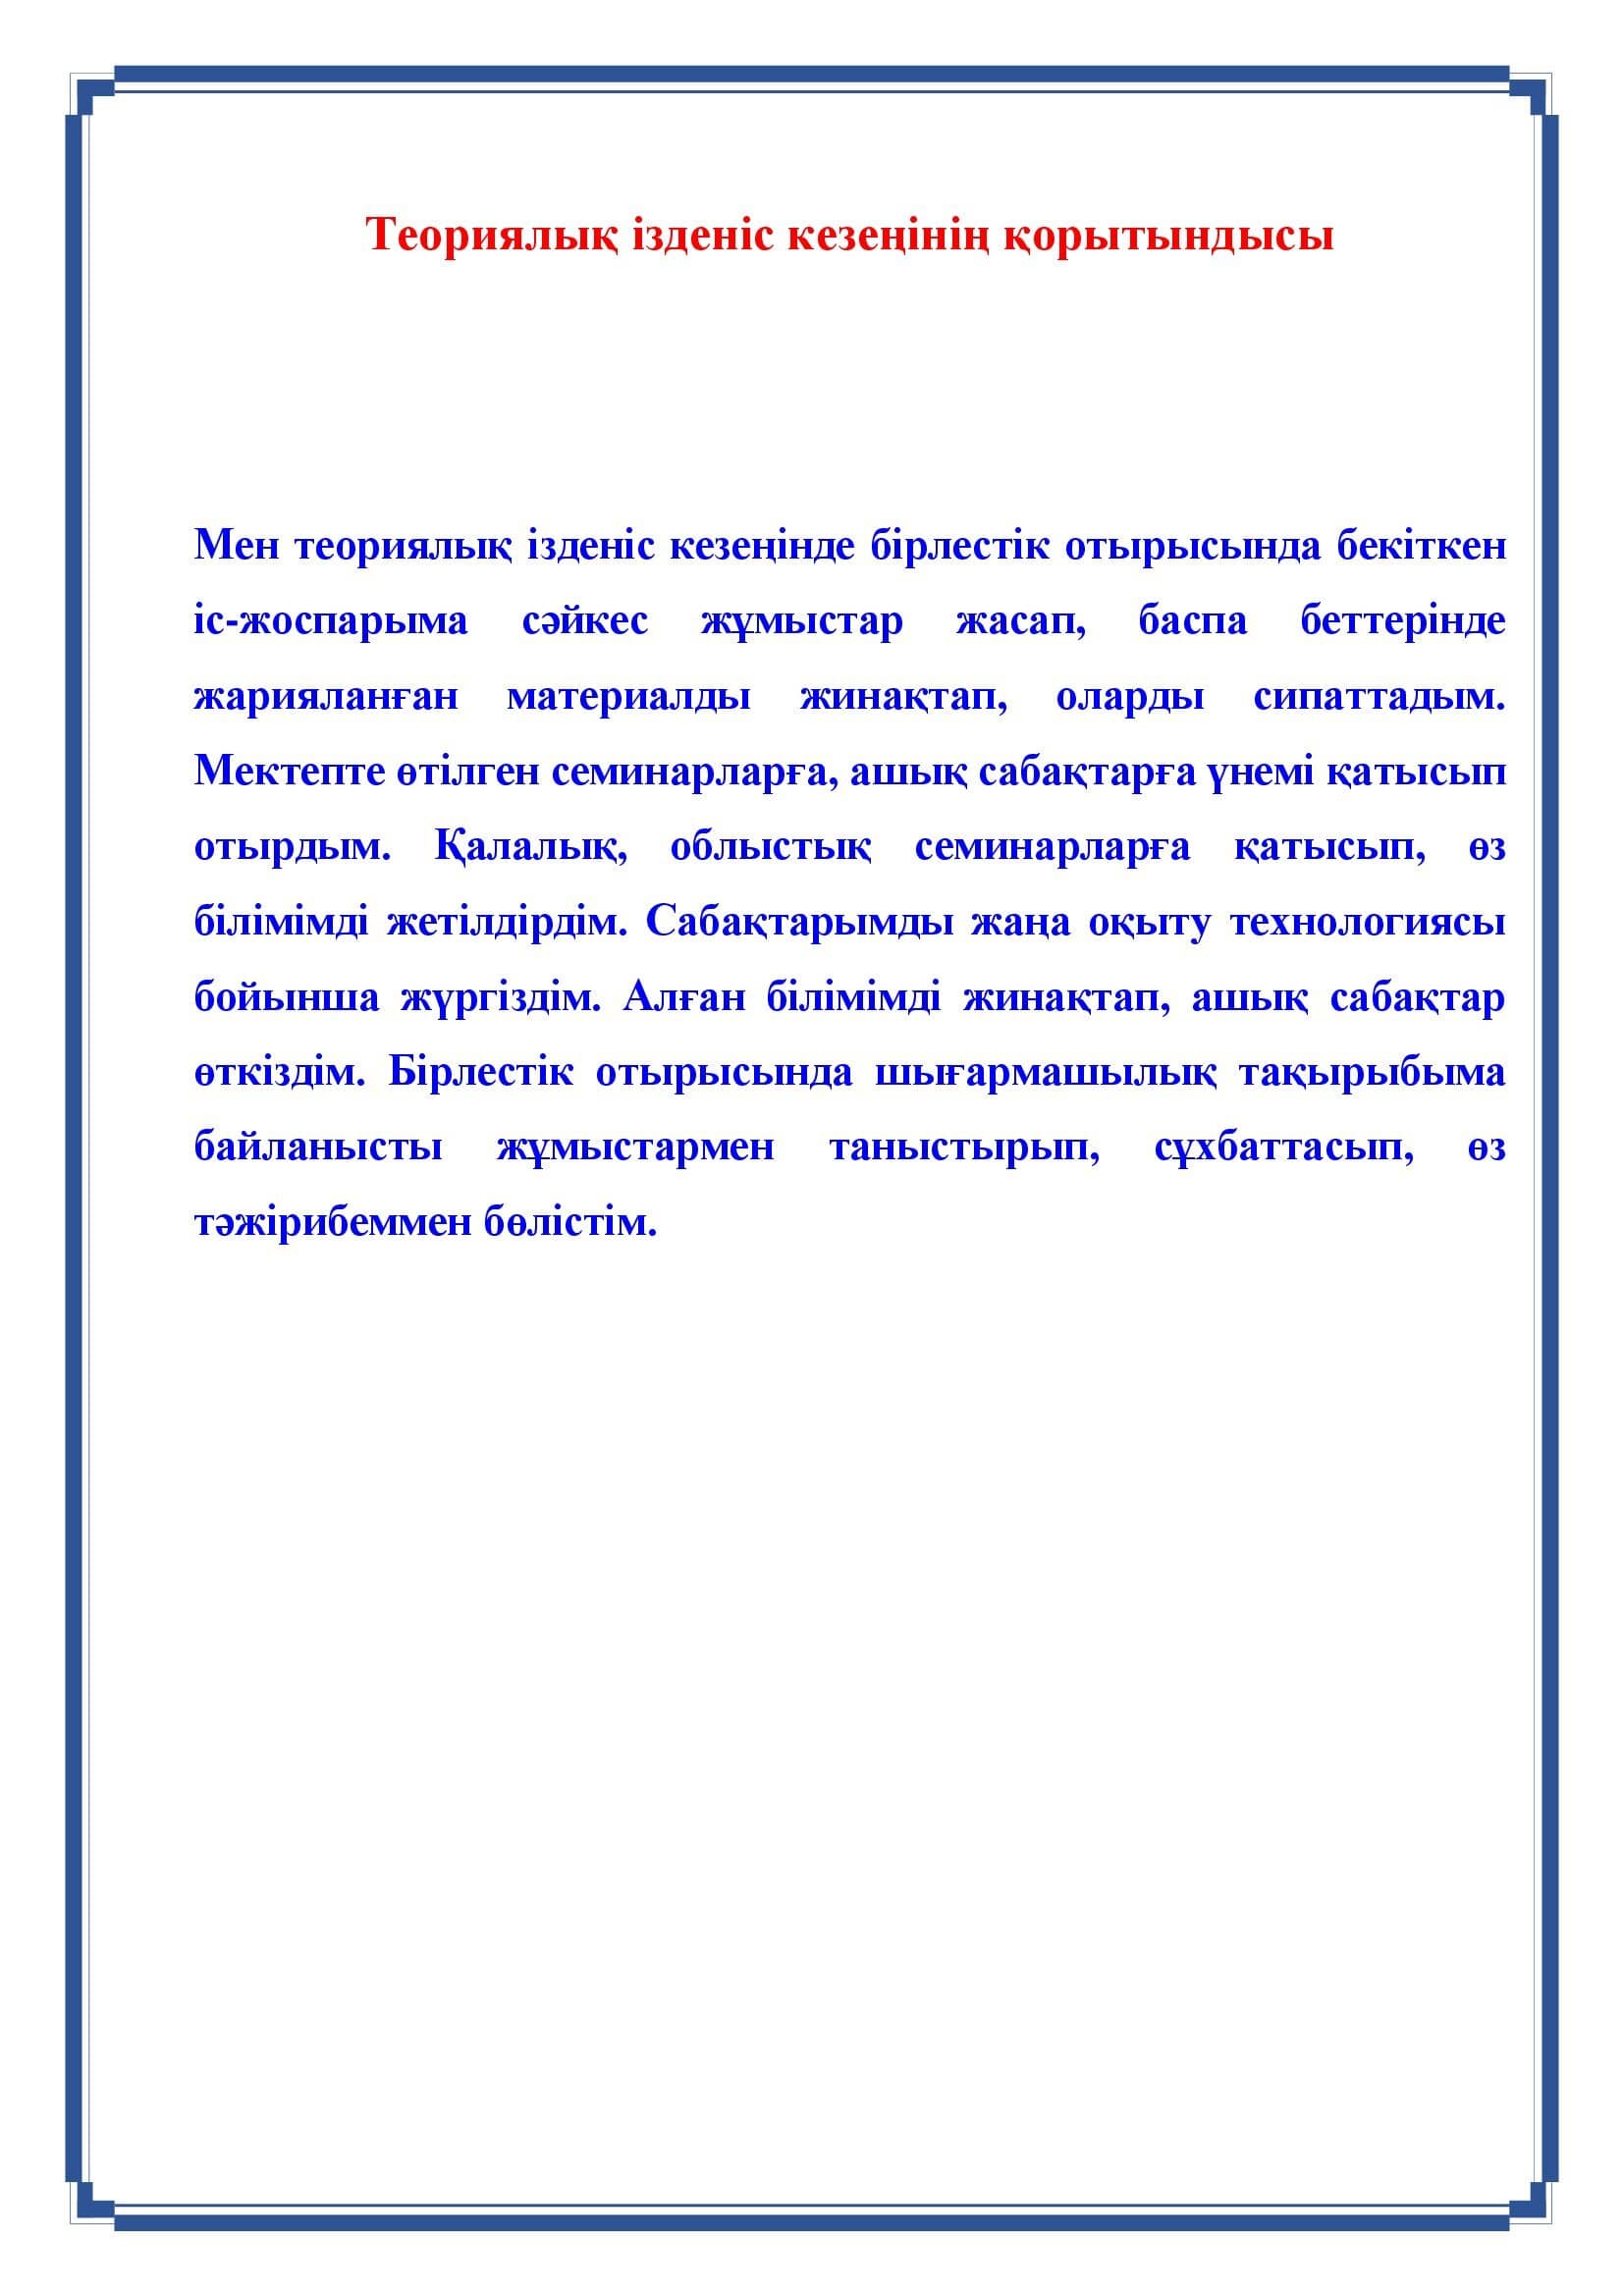 Теориялық ізденіс кезеңінің қорытындысы
Мен теориялық ізденіс кезеңінде бірлестік отырысында бекіткен
іс-жоспарыма сәйкес жұмыстар жасап, баспа беттерінде
жарияланған материалды жинақтап, оларды сипаттадым.
Мектепте өтілген семинарларға, ашық сабақтарға үнемі қатысып
отырдым. Қалалық, облыстық семинарларға қатысып, өз
білімімді жетілдірдім. Сабақтарымды жаңа оқыту технологиясы
бойынша жүргіздім. Алған білімімді жинақтап, ашық сабақтар
өткіздім. Бірлестік отырысында шығармашылық тақырыбыма
байланысты жұмыстармен таныстырып, сұхбаттасып, өз
тәжірибеммен бөлістім.